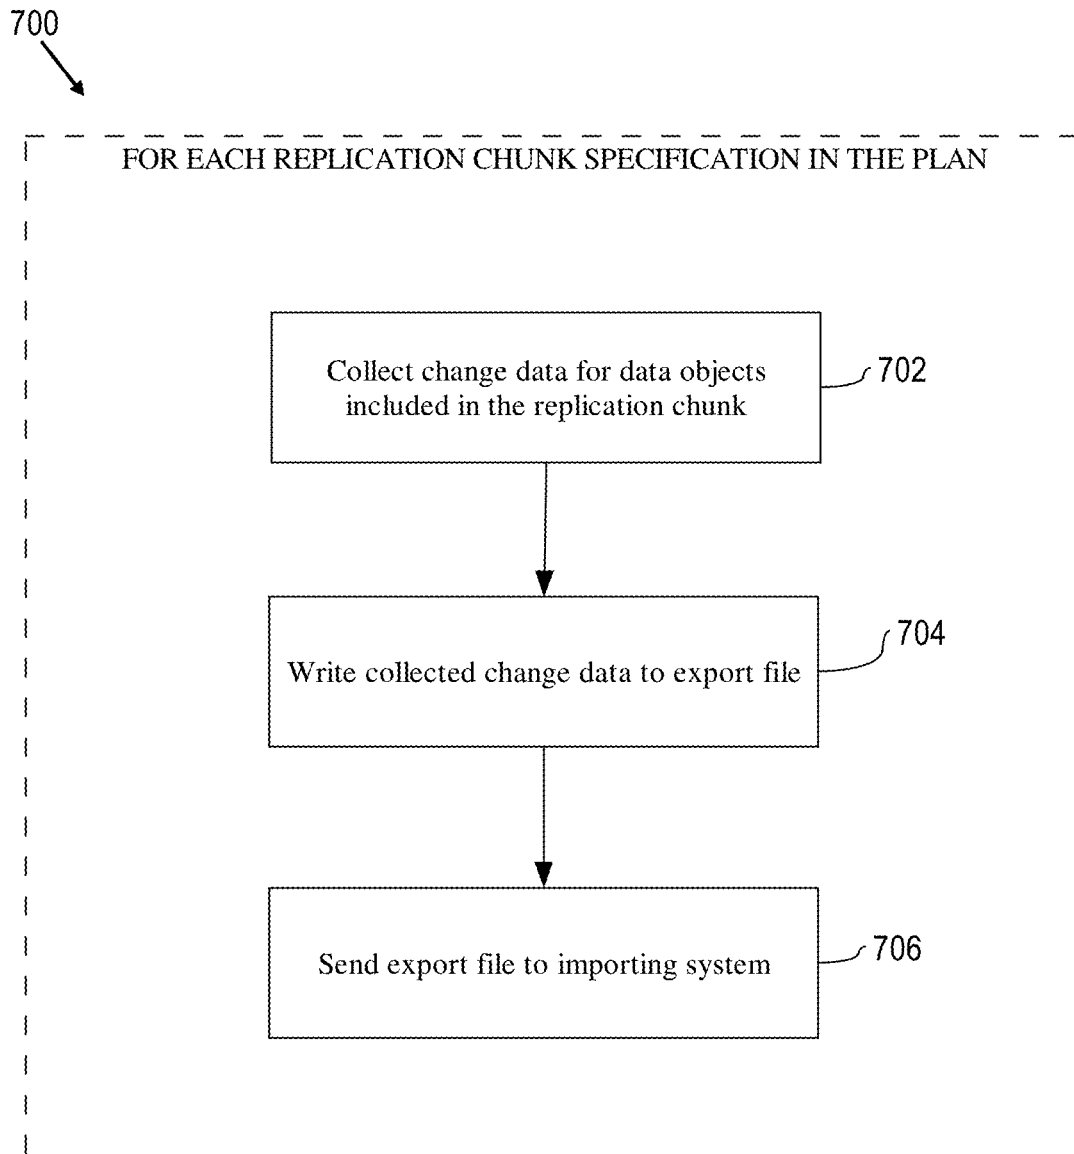 700
FOR EACH REPLICATION CHUNK SPECIFICATION IN THE PLAN
Collect change data for data objects
included in the replication chunk
702
Write collected change data to export file
704
Send export file to importing system
706